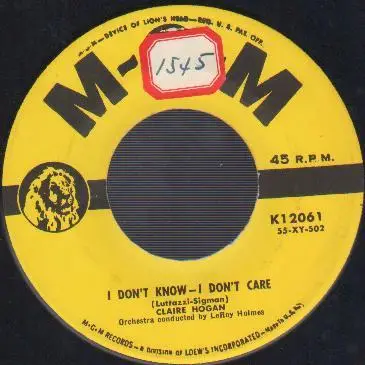 M-G-M—DEVICE OF LION'S HEAD—REG. U. S. PAT. OFF.
M-G-M
1545
45 R.P.M.
K12061
55-XY-502
I DON'T KNOW—I DON'T CARE
(Luttazzi-Sigman)
CLAIRE HOGAN
Orchestra conducted by LeRoy Holmes
M-G-M RECORDS—A DIVISION OF LOEW'S INCORPORATED—Made in U.S.A.